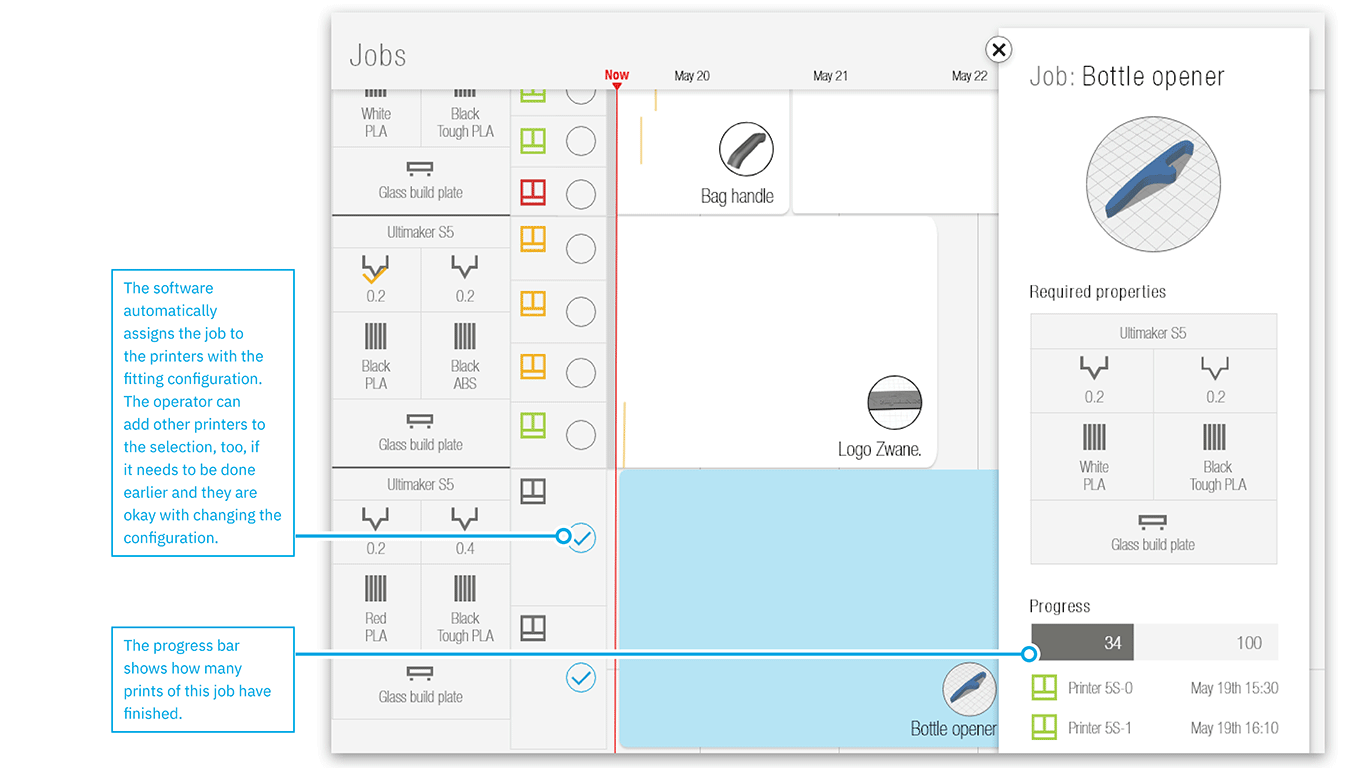 Jobs
Now
May 20
May 21
May 22
White
PLA
Black
Tough PLA
Glass build plate
Bag handle
Ultimaker S5
0.2
0.2
Black
PLA
Black
ABS
Glass build plate
Logo Zwane.
Ultimaker S5
0.2
0.4
Red
PLA
Black
Tough PLA
Glass build plate
Bottle opener
The software
automatically
assigns the job to
the printers with the
fitting configuration.
The operator can
add other printers to
the selection, too, if
it needs to be done
earlier and they are
okay with changing the
configuration.
The progress bar
shows how many
prints of this job have
finished.
Job: Bottle opener
Required properties
Ultimaker S5
0.2
0.2
White
PLA
Black
Tough PLA
Glass build plate
Progress
34
100
Printer 5S-0
May 19th 15:30
Printer 5S-1
May 19th 16:10